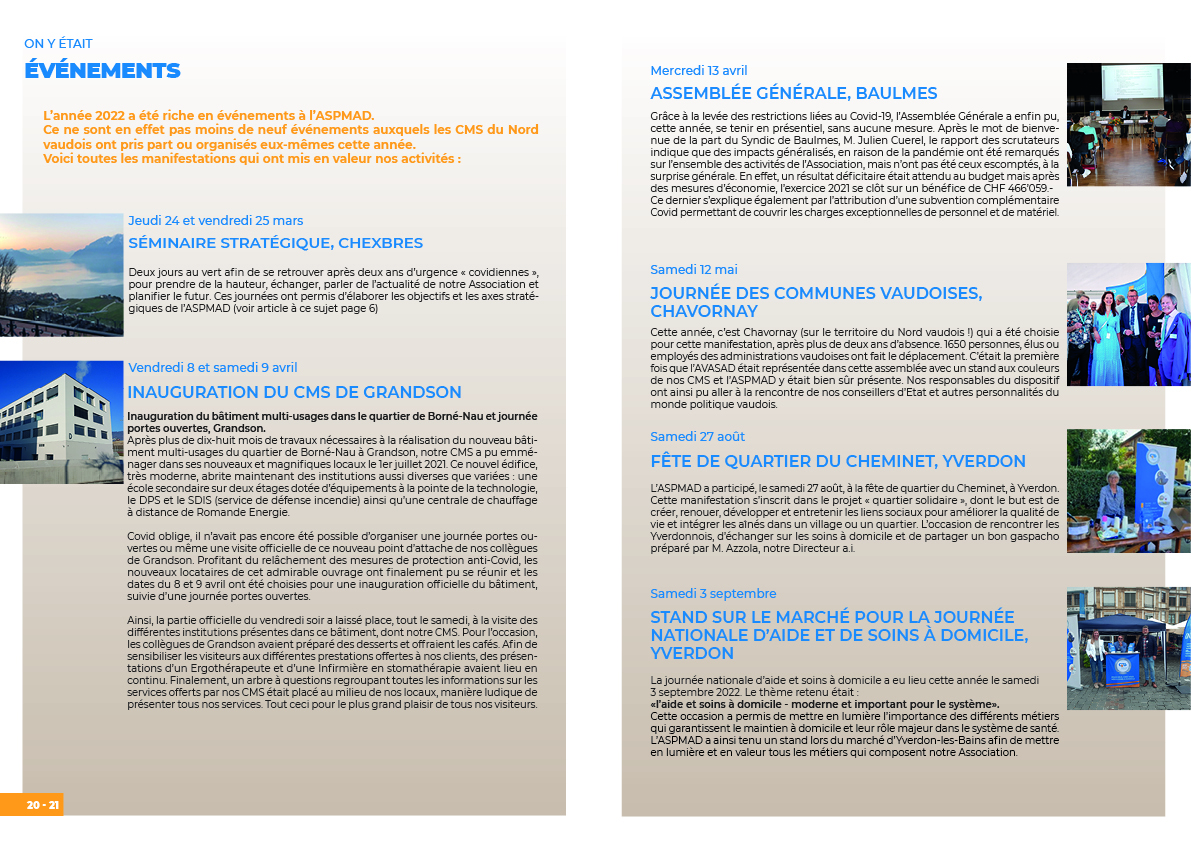 ON Y ÉTAIT
ÉVÉNEMENTS
L'année 2022 a été riche en événements à l'ASPMAD.
Ce ne sont en effet pas moins de neuf événements auxquels les CMS du Nord
vaudois ont pris part ou organisés eux-mêmes cette année.
Voici toutes les manifestations qui ont mis en valeur nos activités :
Jeudi 24 et vendredi 25 mars
SÉMINAIRE STRATÉGIQUE, CHEXBRES
Deux jours au vert afin de se retrouver après deux ans d'urgence « covidiennes »,
pour prendre de la hauteur, échanger, parler de l'actualité de notre Association et
planifier le futur. Ces journées ont permis d'élaborer les objectifs et les axes straté-
giques de l'ASPMAD (voir article à ce sujet page 6)
Vendredi 8 et samedi 9 avril
INAUGURATION DU CMS DE GRANDSON
Inauguration du bâtiment multi-usages dans le quartier de Borné-Nau et journée
portes ouvertes, Grandson.
Après plus de dix-huit mois de travaux nécessaires à la réalisation du nouveau bâti-
ment multi-usages du quartier de Borné-Nau à Grandson, notre CMS a pu emmé-
nager dans ses nouveaux et magnifiques locaux le 1er juillet 2021. Ce nouvel édifice,
très moderne, abrite maintenant des institutions aussi diverses que variées : une
école secondaire sur deux étages dotée d'équipements à la pointe de la technologie,
le DPS et le SDIS (service de défense incendie) ainsi qu'une centrale de chauffage
à distance de Romande Energie.
Covid oblige, il n'avait pas encore été possible d'organiser une journée portes ou-
vertes ou même une visite officielle de ce nouveau point d'attache de nos collègues
de Grandson. Profitant du relâchement des mesures de protection anti-Covid, les
nouveaux locataires de cet admirable ouvrage ont finalement pu se réunir et les
dates du 8 et 9 avril ont été choisies pour une inauguration officielle du bâtiment,
suivie d'une journée portes ouvertes.
Ainsi, la partie officielle du vendredi soir a laissé place, tout le samedi, à la visite des
différentes institutions présentes dans ce bâtiment, dont notre CMS. Pour l'occasion,
les collègues de Grandson avaient préparé des desserts et offraient les cafés. Afin de
sensibiliser les visiteurs aux différentes prestations offertes à nos clients, des présen-
tations d'un Ergothérapeute et d'une Infirmière en stomathérapie avaient lieu en
continu. Finalement, un arbre à questions regroupant toutes les informations sur les
services offerts par nos CMS était placé au milieu de nos locaux, manière ludique de
présenter tous nos services. Tout ceci pour le plus grand plaisir de tous nos visiteurs.
20 - 21
Mercredi 13 avril
ASSEMBLÉE GÉNÉRALE, BAULMES
Grâce à la levée des restrictions liées au Covid-19, l'Assemblée Générale a enfin pu,
cette année, se tenir en présentiel, sans aucune mesure. Après le mot de bienve-
nue de la part du Syndic de Baulmes, M. Julien Cuerel, le rapport des scrutateurs
indique que des impacts généralisés, en raison de la pandémie ont été remarqués
sur l'ensemble des activités de l'Association, mais n'ont pas été ceux escomptés, à la
surprise générale. En effet, un résultat déficitaire était attendu au budget mais après
des mesures d'économie, l'exercice 2021 se clôt sur un bénéfice de CHF 466'059.-
Ce dernier s'explique également par l'attribution d'une subvention complémentaire
Covid permettant de couvrir les charges exceptionnelles de personnel et de matériel.
Samedi 12 mai
JOURNÉE DES COMMUNES VAUDOISES,
CHAVORNAY
Cette année, c'est Chavornay (sur le territoire du Nord vaudois !) qui a été choisie
pour cette manifestation, après plus de deux ans d'absence. 1650 personnes, élus ou
employés des administrations vaudoises ont fait le déplacement. C'était la première
fois que l'AVASAD était représentée dans cette assemblée avec un stand aux couleurs
de nos CMS et l'ASPMAD y était bien sûr présente. Nos responsables du dispositif
ont ainsi pu aller à la rencontre de nos conseillers d'Etat et autres personnalités du
monde politique vaudois.
Samedi 27 août
FÊTE DE QUARTIER DU CHEMINET, YVERDON
L'ASPMAD a participé, le samedi 27 août, à la fête de quartier du Cheminet, à Yverdon.
Cette manifestation s'inscrit dans le projet « quartier solidaire », dont le but est de
créer, renouer, développer et entretenir les liens sociaux pour améliorer la qualité de
vie et intégrer les aînés dans un village ou un quartier. L'occasion de rencontrer les
Yverdonnois, d'échanger sur les soins à domicile et de partager un bon gaspacho
préparé par M. Azzola, notre Directeur a.i.
Samedi 3 septembre
STAND SUR LE MARCHÉ POUR LA JOURNÉE
NATIONALE D'AIDE ET DE SOINS À DOMICILE,
YVERDON
La journée nationale d'aide et soins à domicile a eu lieu cette année le samedi
3 septembre 2022. Le thème retenu était :
«l'aide et soins à domicile - moderne et important pour le système».
Cette occasion a permis de mettre en lumière l'importance des différents métiers
qui garantissent le maintien à domicile et leur rôle majeur dans le système de santé.
L'ASPMAD a ainsi tenu un stand lors du marché d'Yverdon-les-Bains afin de mettre
en lumière et en valeur tous les métiers qui composent notre Association.